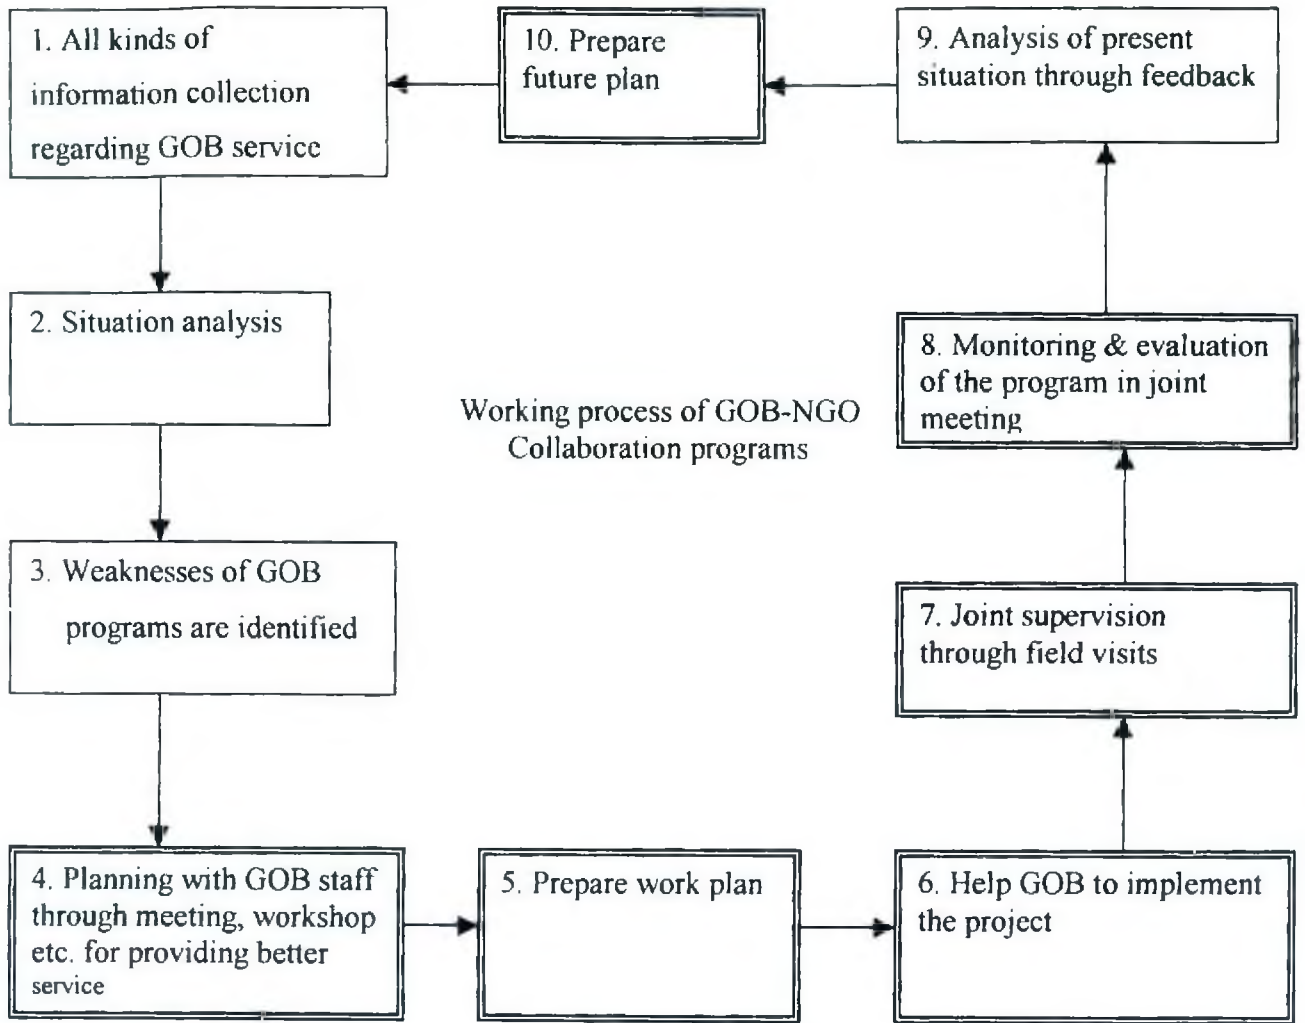 1. All kinds of
information collection
regarding GOB service
2. Situation analysis
3. Weaknesses of GOB
programs are identified
4. Planning with GOB staff
through meeting, workshop
etc. for providing better
service
5. Prepare work plan
6. Help GOB to implement
the project
7. Joint supervision
through field visits
8. Monitoring & evaluation
of the program in joint
meeting
9. Analysis of present
situation through feedback
10. Prepare
future plan
Working process of GOB-NGO
Collaboration programs